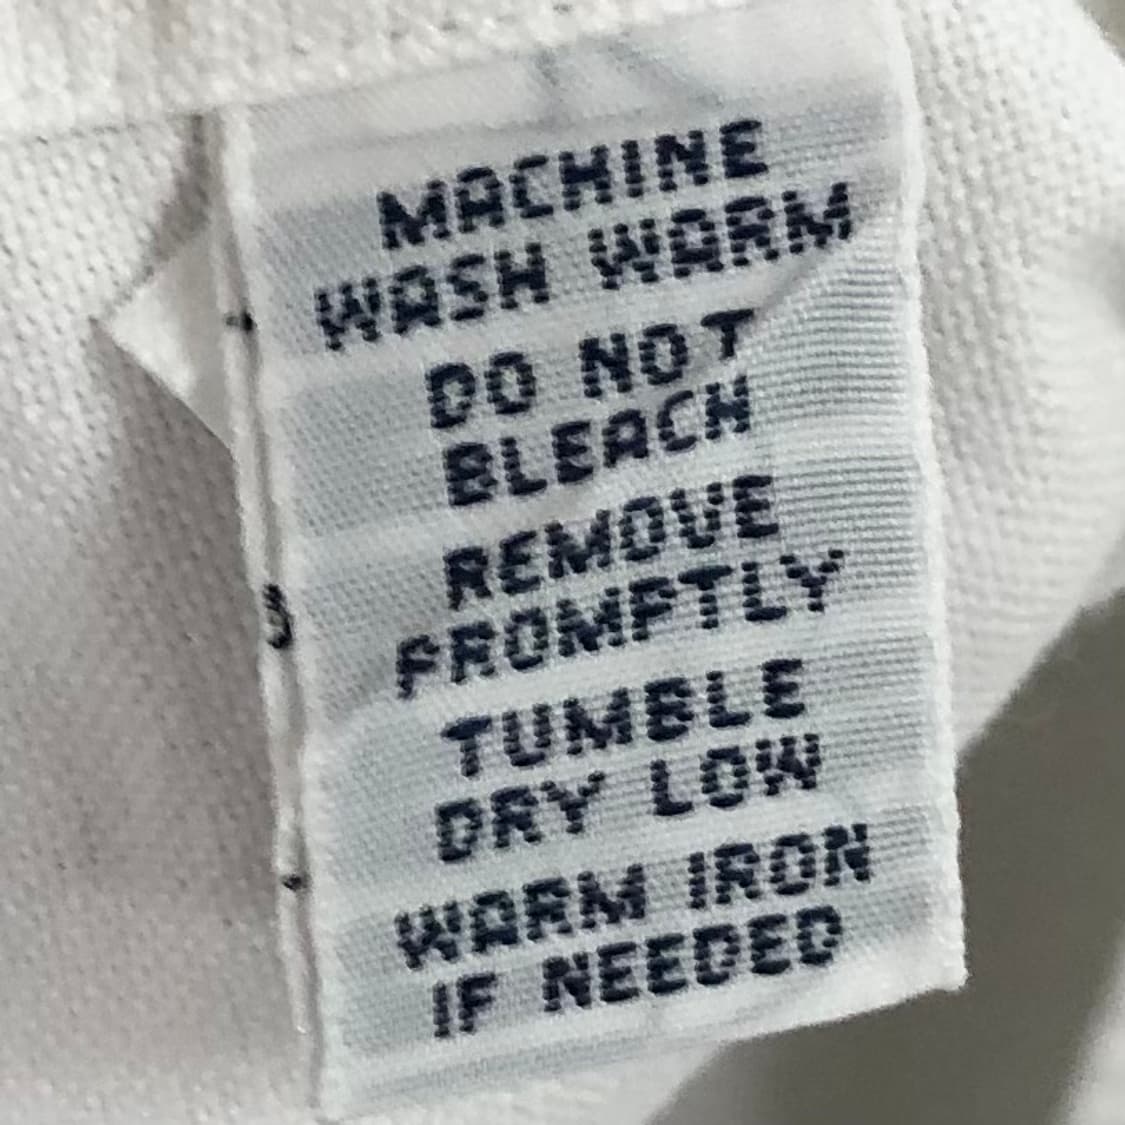 MACHINE
WASH WARM
DO NOT
BLEACH
REMOVE
PROMPTLY
TUMBLE
DRY LOW
WARM IRON
IF NEEDED